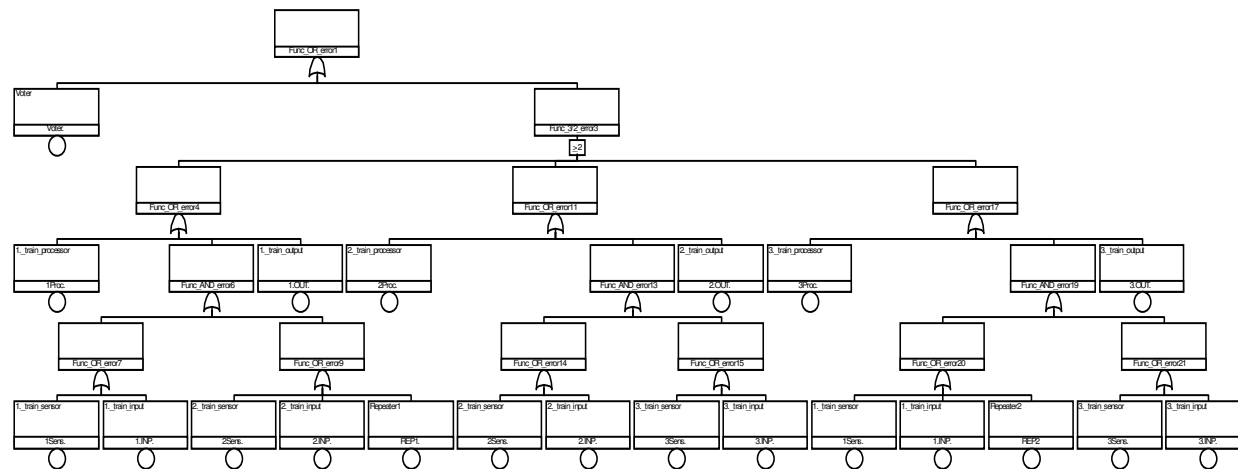 Func_OR_error1
Voter
Voter.
Func_3/2_error3
≥2
Func_OR_error4
Func_OR_error11
Func_OR_error17
1._train_processor
1Proc.
Func_AND_error6
1._train_output
1.OUT.
2._train_processor
2Proc.
Func_AND_error13
2._train_output
2.OUT.
3._train_processor
3Proc.
Func_AND_error19
3._train_output
3.OUT.
Func_OR_error7
Func_OR_error9
Func_OR_error14
Func_OR_error15
Func_OR_error20
Func_OR_error21
1._train_sensor
1Sens.
1._train_input
1.INP.
2._train_sensor
2Sens.
2._train_input
2.INP.
Repeater1
REP1.
2._train_sensor
2Sens.
2._train_input
2.INP.
3._train_sensor
3Sens.
3._train_input
3.INP.
1._train_sensor
1Sens.
1._train_input
1.INP.
Repeater2
REP2
3._train_sensor
3Sens.
3._train_input
3.INP.